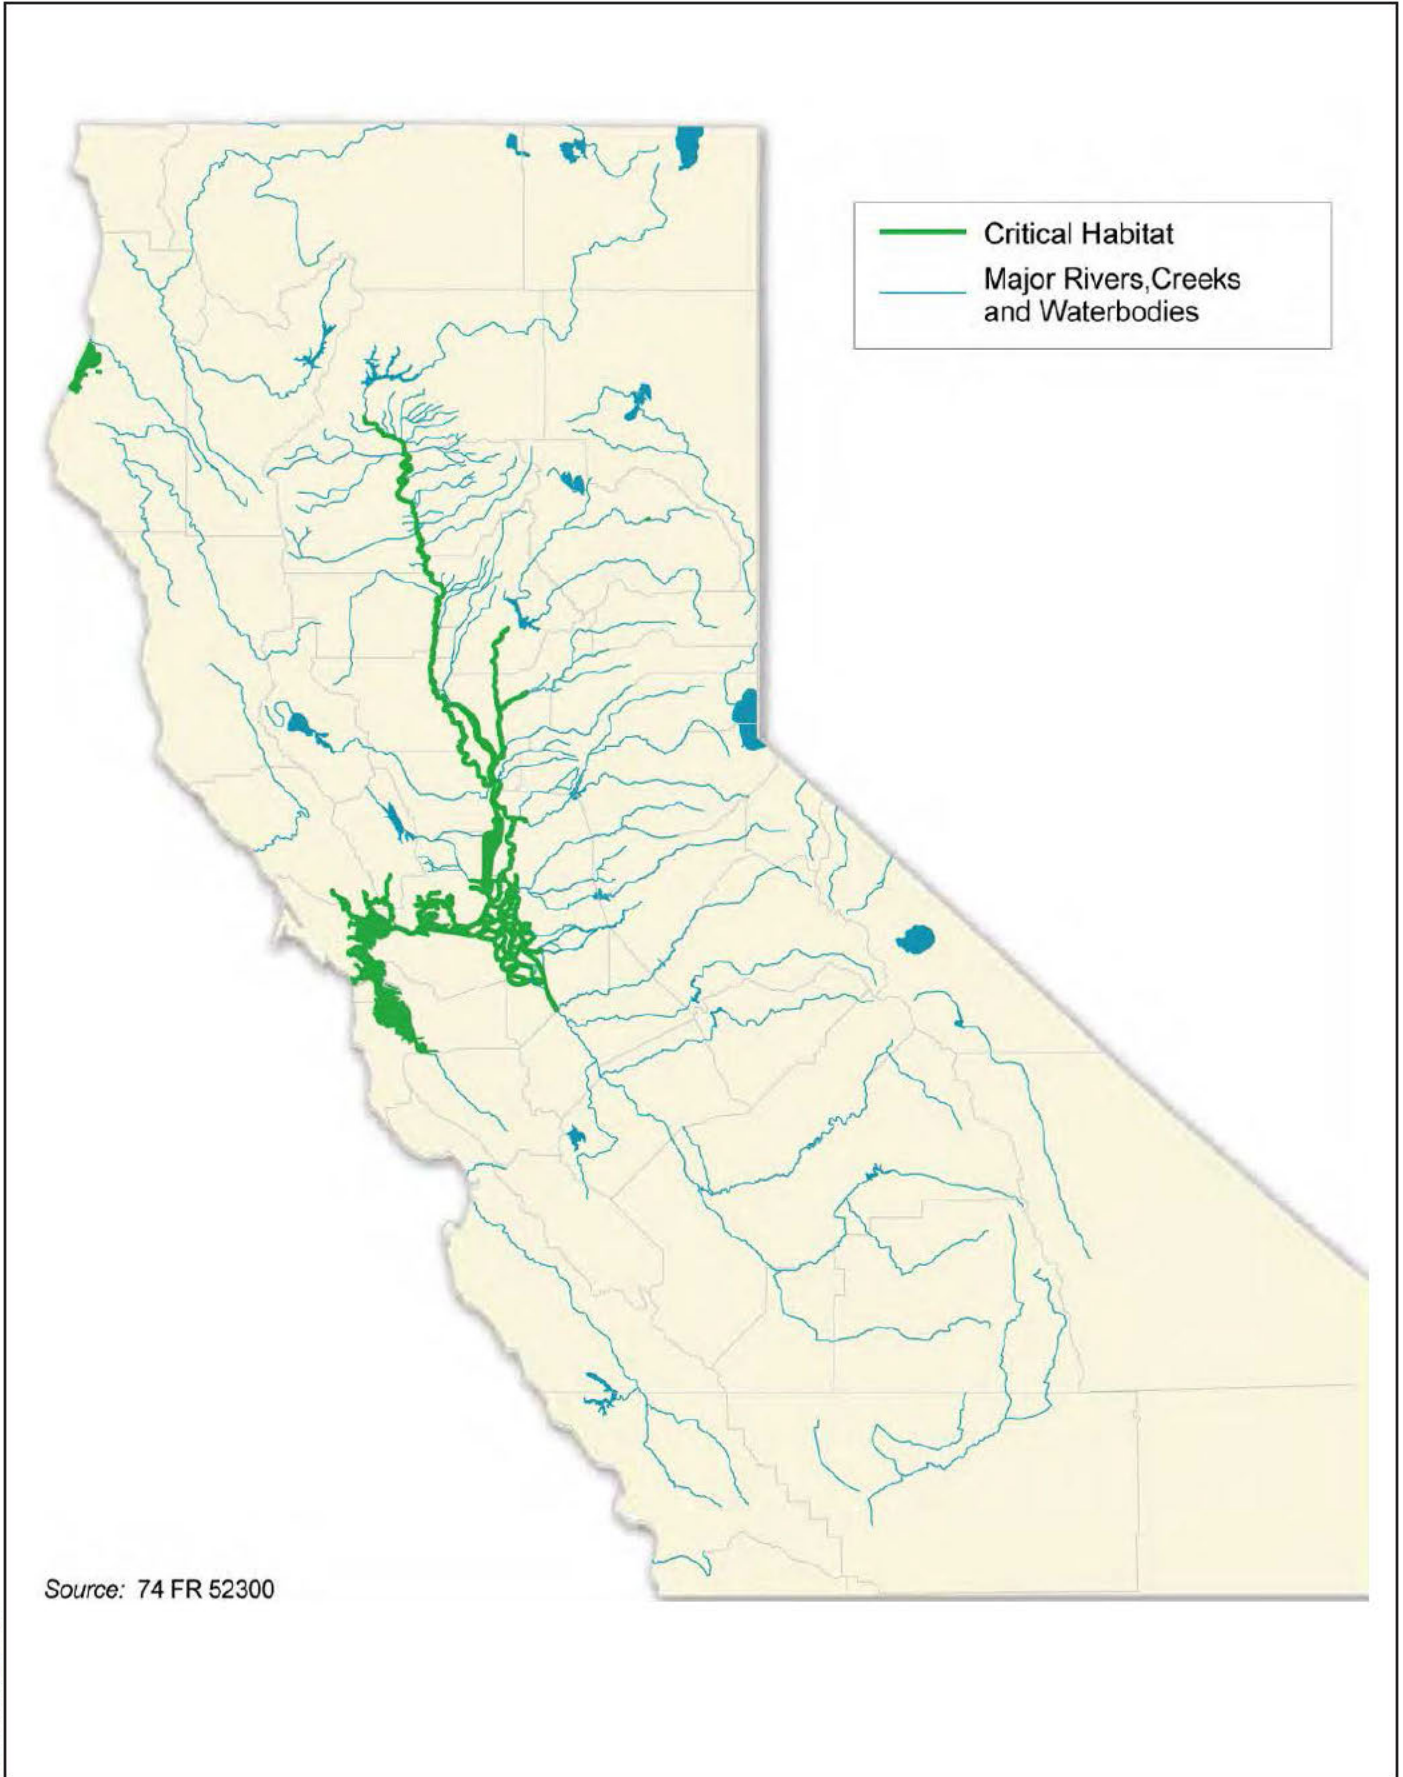 Critical Habitat
Major Rivers,Creeks
and Waterbodies
Source: 74 FR 52300